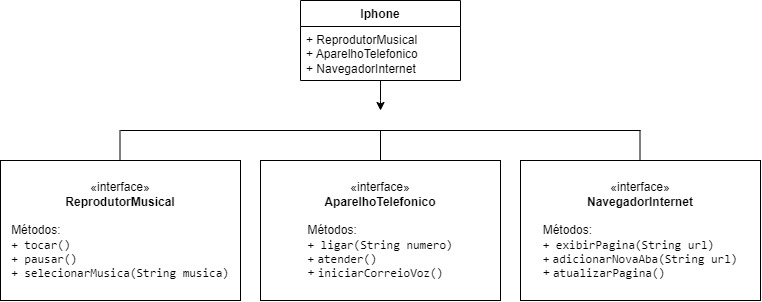 Iphone
+ ReprodutorMusical
+ AparelhoTelefonico
+ NavegadorInternet
«interface»
ReprodutorMusical
Métodos:
+ tocar()
+ pausar()
+ selecionarMusica(String musica)
«interface»
AparelhoTelefonico
Métodos:
+ ligar(String numero)
+ atender()
+ iniciarCorreioVoz()
«interface»
NavegadorInternet
Métodos:
+ exibirPagina(String url)
+ adicionarNovaAba(String url)
+ atualizarPagina()